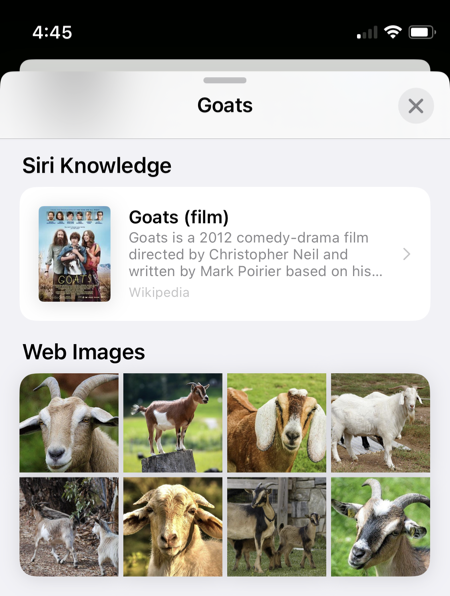 4:45
Goats
Siri Knowledge
Goats (film)
Goats is a 2012 comedy-drama film
directed by Christopher Neil and
written by Mark Poirier based on his...
Wikipedia
GOATS
Web Images